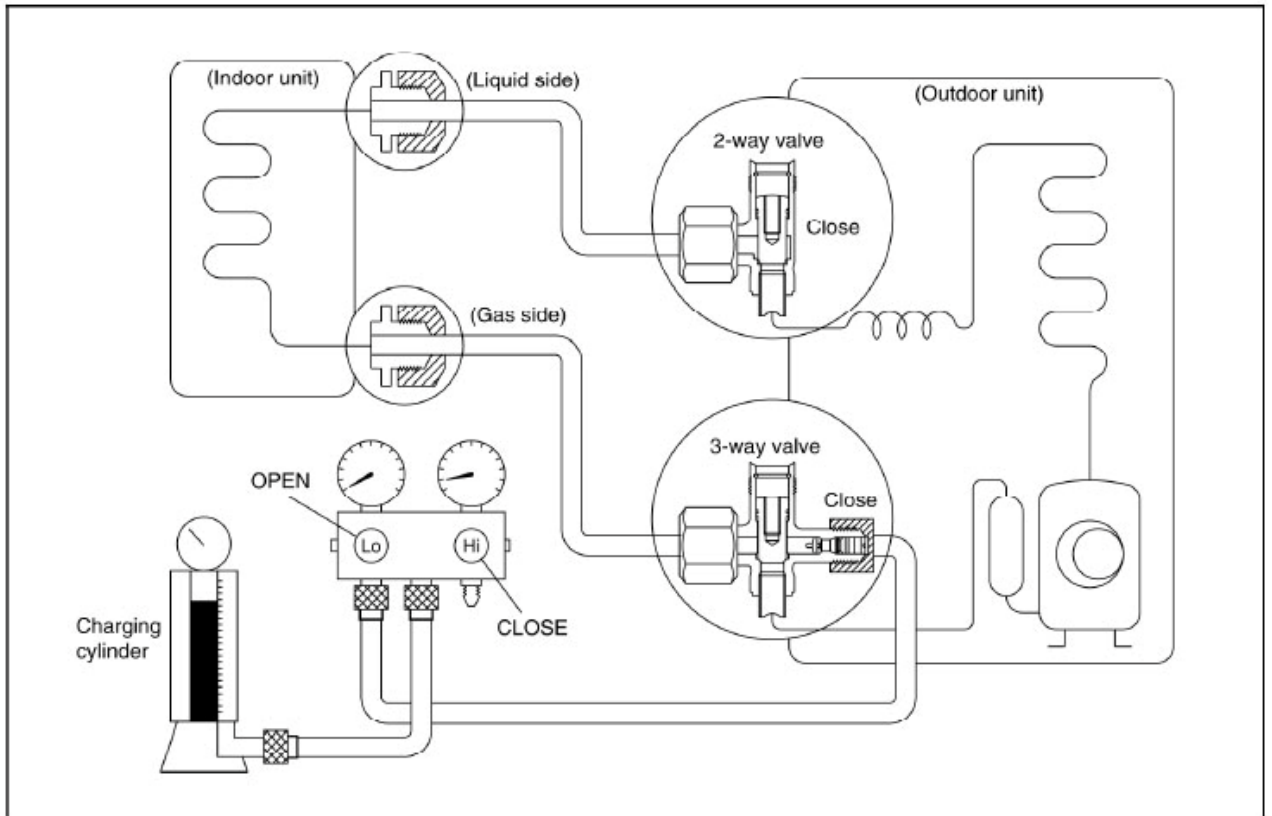 (Indoor unit)
(Liquid side)
(Outdoor unit)
2-way valve
Close
(Gas side)
3-way valve
Close
OPEN
Lo
Hi
CLOSE
Charging
cylinder